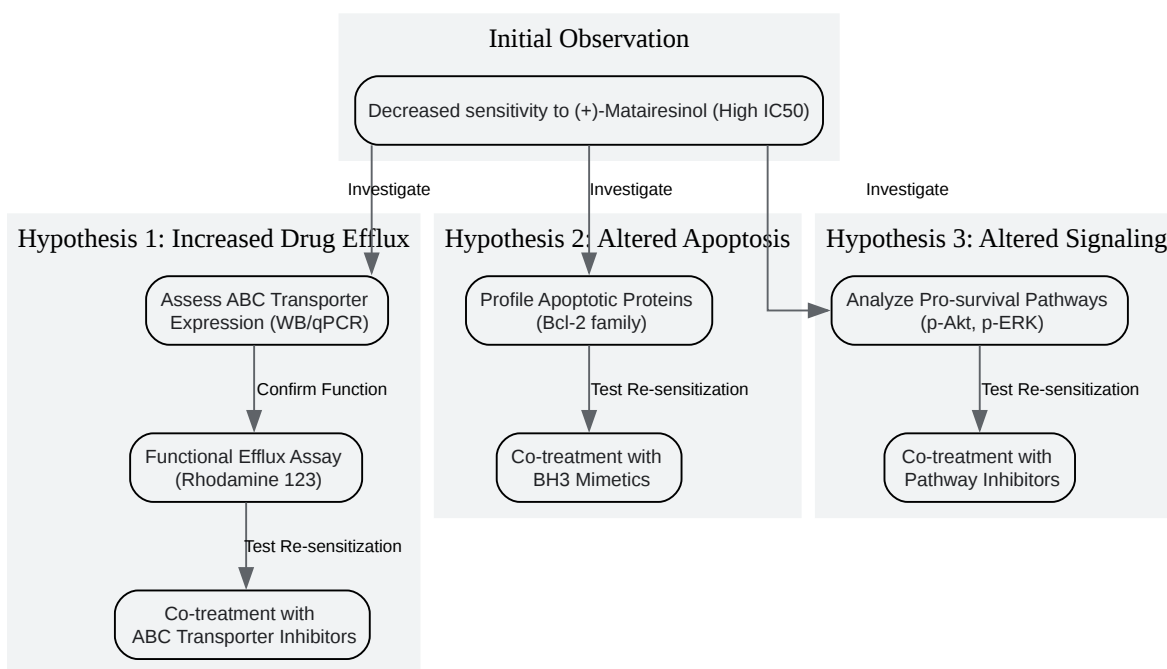 Initial Observation
Decreased sensitivity to (+)-Matairesinol (High IC50)
Investigate
Investigate
Investigate
Hypothesis 1: Increased Drug Efflux
Assess ABC Transporter
Expression (WB/qPCR)
Confirm Function
Functional Efflux Assay
(Rhodamine 123)
Test Re-sensitization
Co-treatment with
ABC Transporter Inhibitors
Hypothesis 2: Altered Apoptosis
Profile Apoptotic Proteins
(Bcl-2 family)
Test Re-sensitization
Co-treatment with
BH3 Mimetics
Hypothesis 3: Altered Signaling
Analyze Pro-survival Pathways
(p-Akt, p-ERK)
Test Re-sensitization
Co-treatment with
Pathway Inhibitors